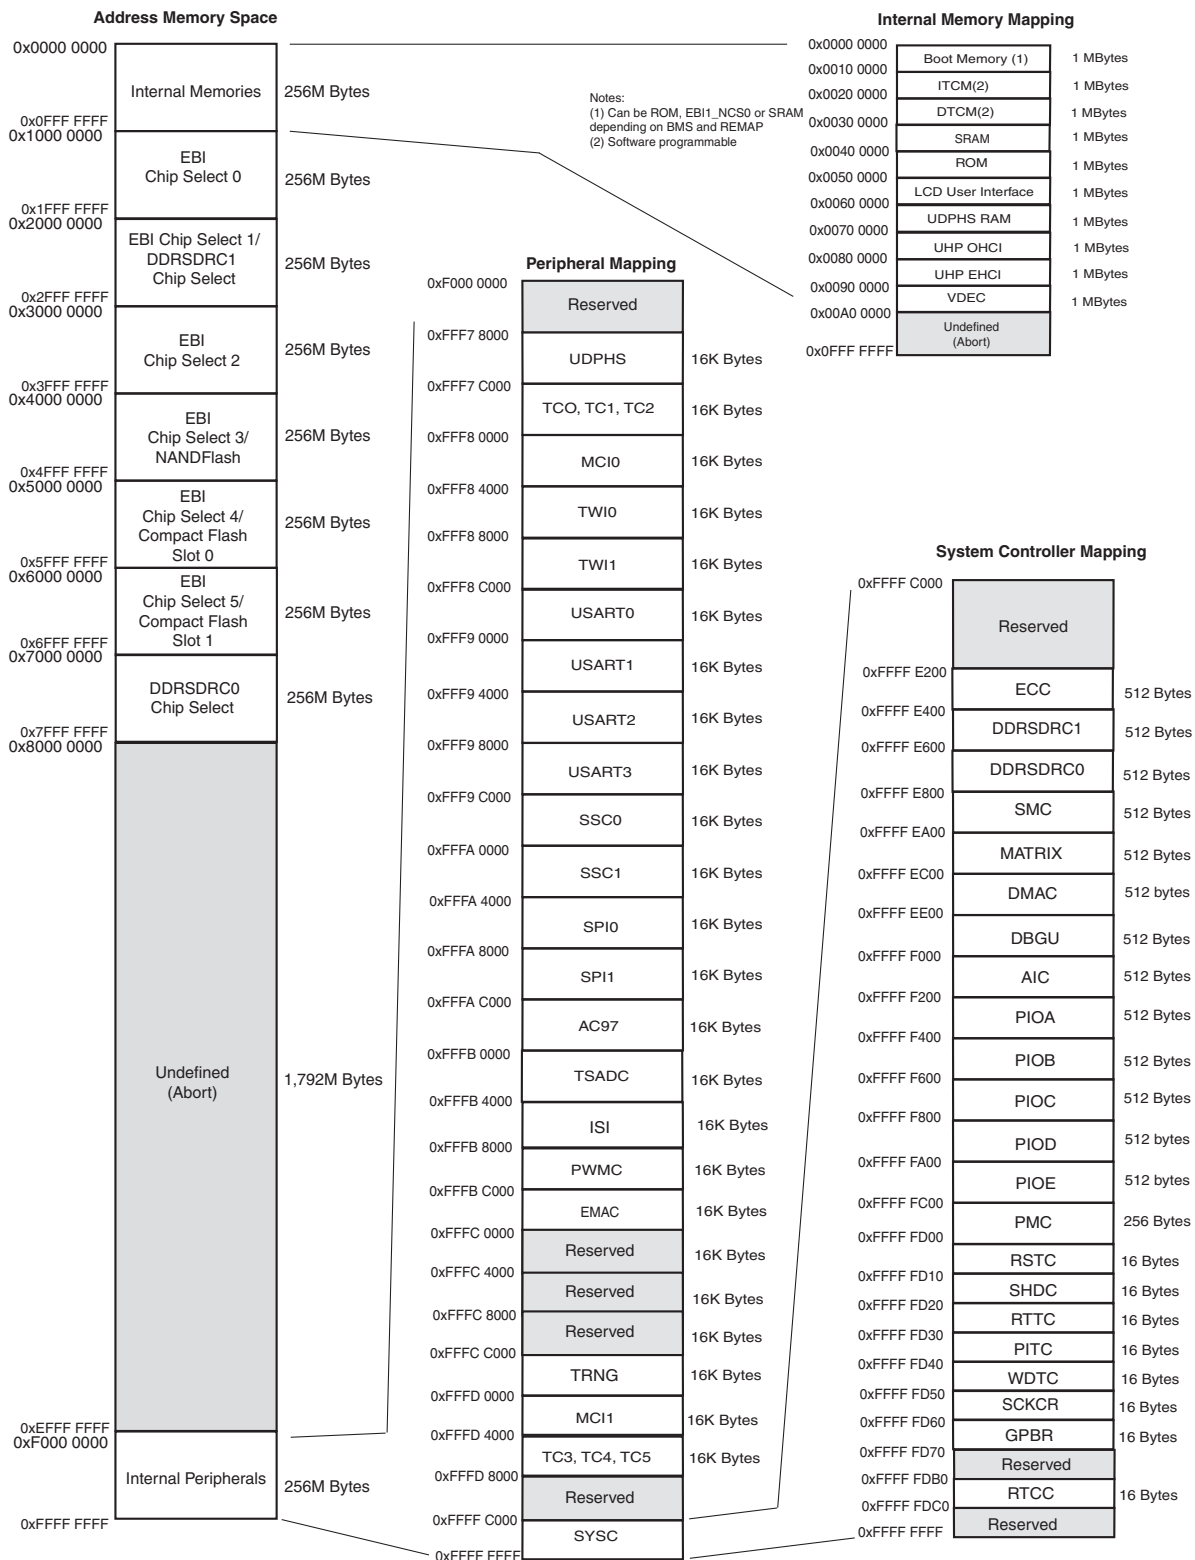 Address Memory Space
0x0000 0000
Internal Memories
256M Bytes
0x0FFF FFFF
0x1000 0000
EBI
Chip Select 0
256M Bytes
0x1FFF FFFF
0x2000 0000
EBI Chip Select 1/
DDRSDRC1
Chip Select
256M Bytes
0x2FFF FFFF
0x3000 0000
EBI
Chip Select 2
256M Bytes
0x3FFF FFFF
0x4000 0000
EBI
Chip Select 3/
NANDFlash
256M Bytes
0x4FFF FFFF
0x5000 0000
EBI
Chip Select 4/
Compact Flash
Slot 0
256M Bytes
0x5FFF FFFF
0x6000 0000
EBI
Chip Select 5/
Compact Flash
Slot 1
256M Bytes
0x6FFF FFFF
0x7000 0000
DDRSDRC0
Chip Select
256M Bytes
0x7FFF FFFF
0x8000 0000
Undefined
(Abort)
1,792M Bytes
0xEFFF FFFF
0xF000 0000
Internal Peripherals
256M Bytes
0xFFFF FFFF
Notes:
(1) Can be ROM, EBI1_NCS0 or SRAM
depending on BMS and REMAP
(2) Software programmable
Internal Memory Mapping
0x0000 0000
Boot Memory (1)
1 MBytes
0x0010 0000
ITCM(2)
1 MBytes
0x0020 0000
DTCM(2)
1 MBytes
0x0030 0000
SRAM
1 MBytes
0x0040 0000
ROM
1 MBytes
0x0050 0000
LCD User Interface
1 MBytes
0x0060 0000
UDPHS RAM
1 MBytes
0x0070 0000
UHP OHCI
1 MBytes
0x0080 0000
UHP EHCI
1 MBytes
0x0090 0000
VDEC
1 MBytes
0x00A0 0000
Undefined
(Abort)
0x0FFF FFFF
Peripheral Mapping
0xF000 0000
Reserved
0xFFF7 8000
UDPHS
16K Bytes
0xFFF7 C000
TCO, TC1, TC2
16K Bytes
0xFFF8 0000
MCI0
16K Bytes
0xFFF8 4000
TWI0
16K Bytes
0xFFF8 8000
TWI1
16K Bytes
0xFFF8 C000
USART0
16K Bytes
0xFFF9 0000
USART1
16K Bytes
0xFFF9 4000
USART2
16K Bytes
0xFFF9 8000
USART3
16K Bytes
0xFFF9 C000
SSC0
16K Bytes
0xFFFA 0000
SSC1
16K Bytes
0xFFFA 4000
SPI0
16K Bytes
0xFFFA 8000
SPI1
16K Bytes
0xFFFA C000
AC97
16K Bytes
0xFFFB 0000
TSADC
16K Bytes
0xFFFB 4000
ISI
16K Bytes
0xFFFB 8000
PWMC
16K Bytes
0xFFFB C000
EMAC
16K Bytes
0xFFFC 0000
Reserved
16K Bytes
0xFFFC 4000
Reserved
16K Bytes
0xFFFC 8000
Reserved
16K Bytes
0xFFFC C000
TRNG
16K Bytes
0xFFFD 0000
MCI1
16K Bytes
0xFFFD 4000
TC3, TC4, TC5
16K Bytes
0xFFFD 8000
Reserved
0xFFFF C000
SYSC
0xFFFF FFFF
System Controller Mapping
0xFFFF C000
Reserved
0xFFFF E200
ECC
512 Bytes
0xFFFF E400
DDRSDRC1
512 Bytes
0xFFFF E600
DDRSDRC0
512 Bytes
0xFFFF E800
SMC
512 Bytes
0xFFFF EA00
MATRIX
512 Bytes
0xFFFF EC00
DMAC
512 bytes
0xFFFF EE00
DBGU
512 Bytes
0xFFFF F000
AIC
512 Bytes
0xFFFF F200
PIOA
512 Bytes
0xFFFF F400
PIOB
512 Bytes
0xFFFF F600
PIOC
512 Bytes
0xFFFF F800
PIOD
512 bytes
0xFFFF FA00
PIOE
512 bytes
0xFFFF FC00
PMC
256 Bytes
0xFFFF FD00
RSTC
16 Bytes
0xFFFF FD10
SHDC
16 Bytes
0xFFFF FD20
RTTC
16 Bytes
0xFFFF FD30
PITC
16 Bytes
0xFFFF FD40
WDTC
16 Bytes
0xFFFF FD50
SCKCR
16 Bytes
0xFFFF FD60
GPBR
16 Bytes
0xFFFF FD70
Reserved
0xFFFF FDB0
RTCC
16 Bytes
0xFFFF FDC0
Reserved
0xFFFF FFFF